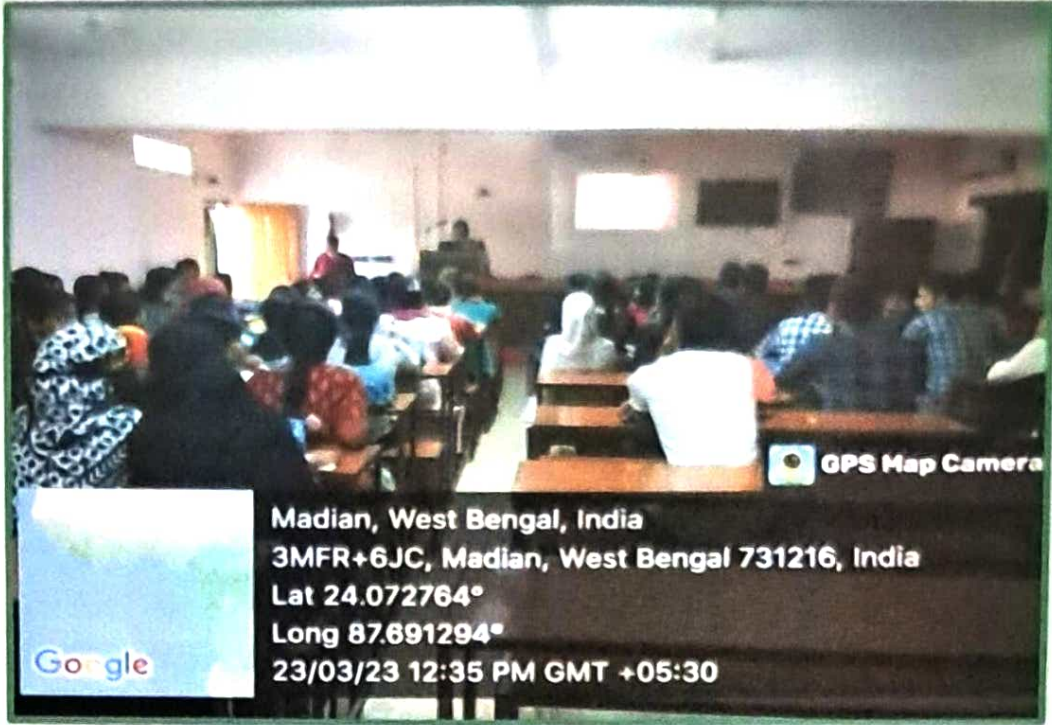 GPS Map Camera
Madian, West Bengal, India
3MFR+6JC, Madian, West Bengal 731216, India
Lat 24.072764°
Long 87.691294°
23/03/23 12:35 PM GMT +05:30
Google